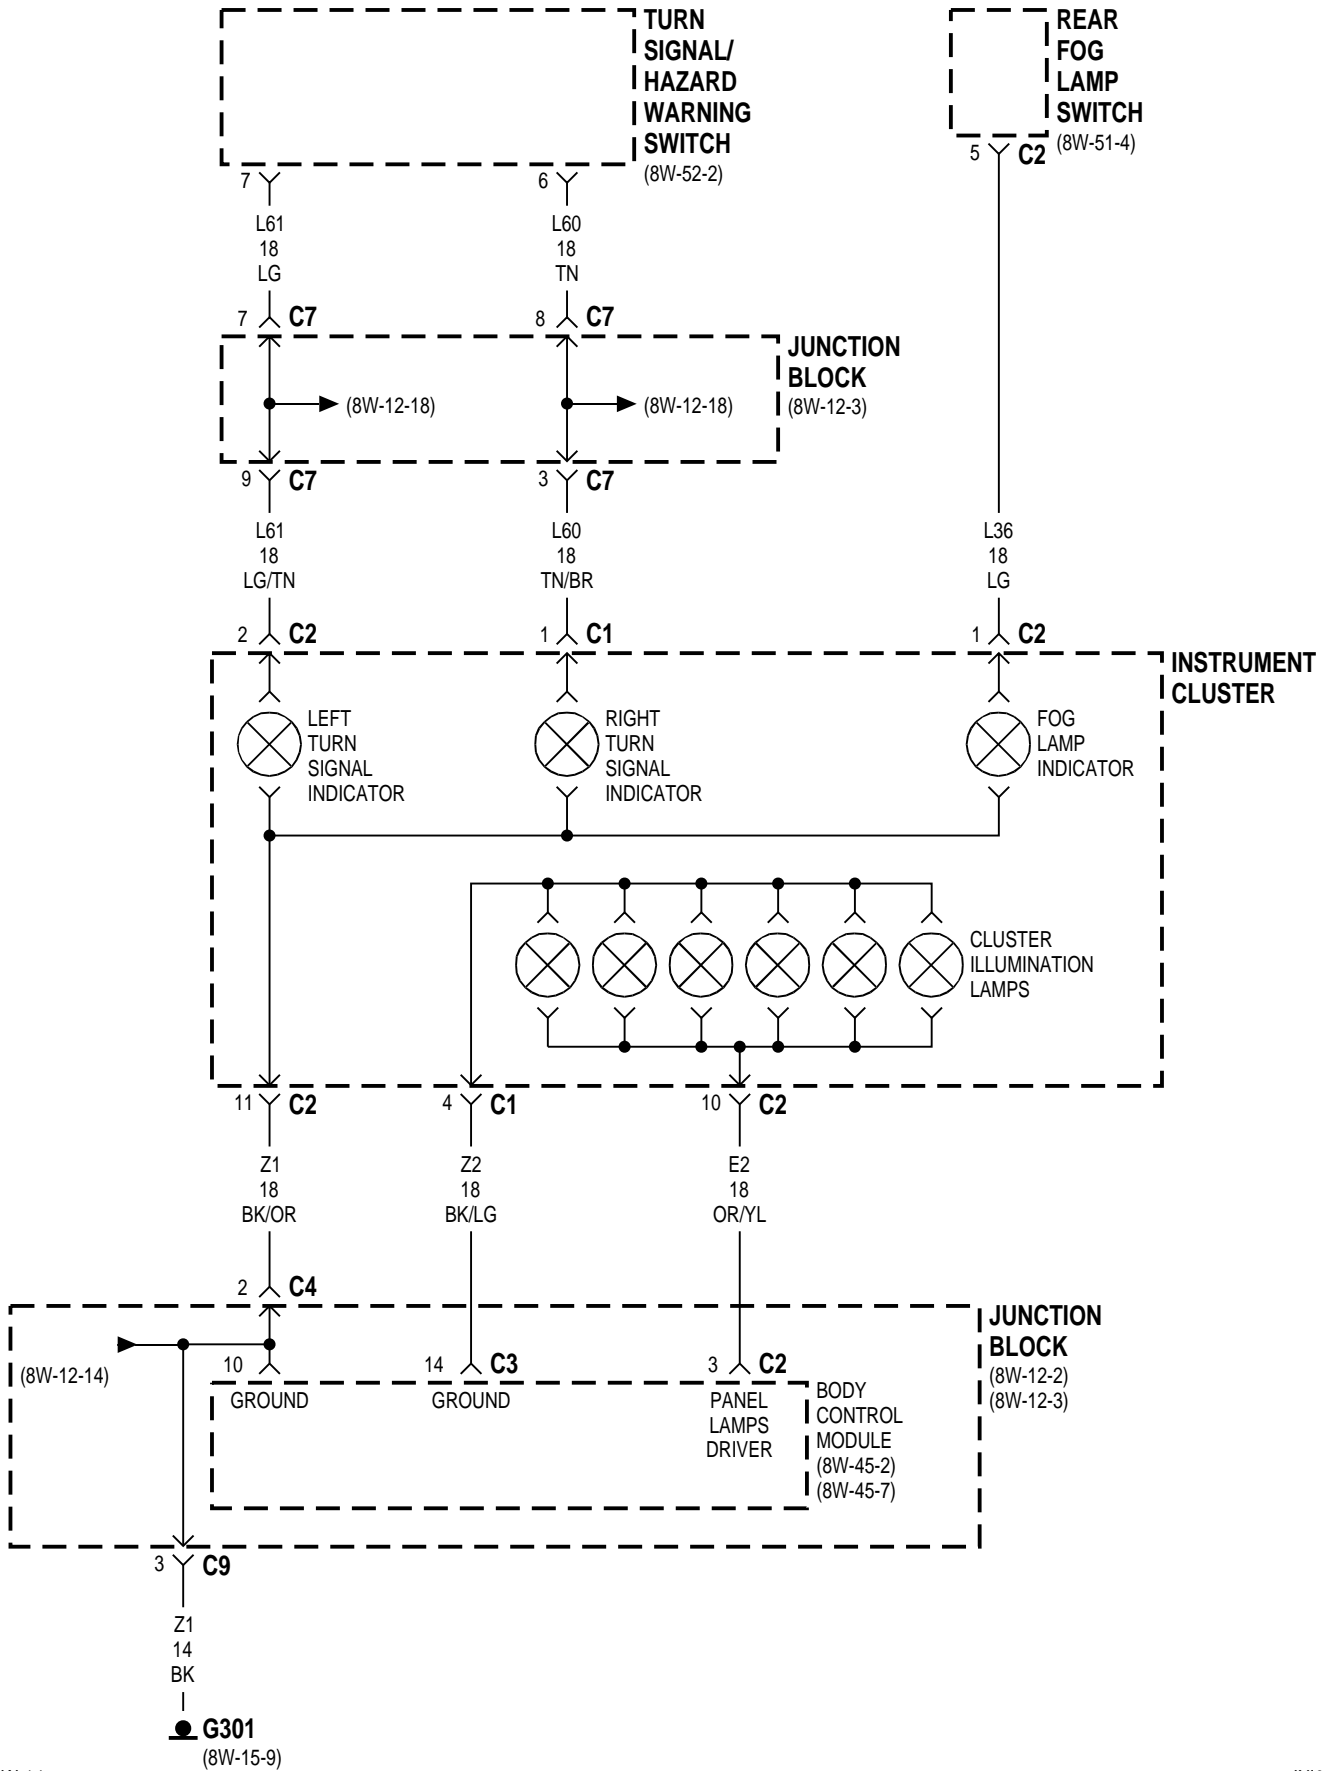 TURN
SIGNAL/
HAZARD
WARNING
SWITCH
(8W-52-2)
REAR
FOG
LAMP
SWITCH
(8W-51-4)
7
6
5 C2
L61
18
LG
L60
18
TN
7 C7
8 C7
JUNCTION
BLOCK
(8W-12-3)
(8W-12-18)
(8W-12-18)
9 C7
3 C7
L61
18
LG/TN
L60
18
TN/BR
L36
18
LG
2 C2
1 C1
1 C2
INSTRUMENT
CLUSTER
LEFT
TURN
SIGNAL
INDICATOR
RIGHT
TURN
SIGNAL
INDICATOR
FOG
LAMP
INDICATOR
CLUSTER
ILLUMINATION
LAMPS
11 C2
4 C1
10 C2
Z1
18
BK/OR
Z2
18
BK/LG
E2
18
OR/YL
2 C4
JUNCTION
BLOCK
(8W-12-2)
(8W-12-3)
(8W-12-14)
10
14 C3
3 C2
GROUND
GROUND
PANEL
LAMPS
DRIVER
BODY
CONTROL
MODULE
(8W-45-2)
(8W-45-7)
3 C9
Z1
14
BK
G301
(8W-15-9)